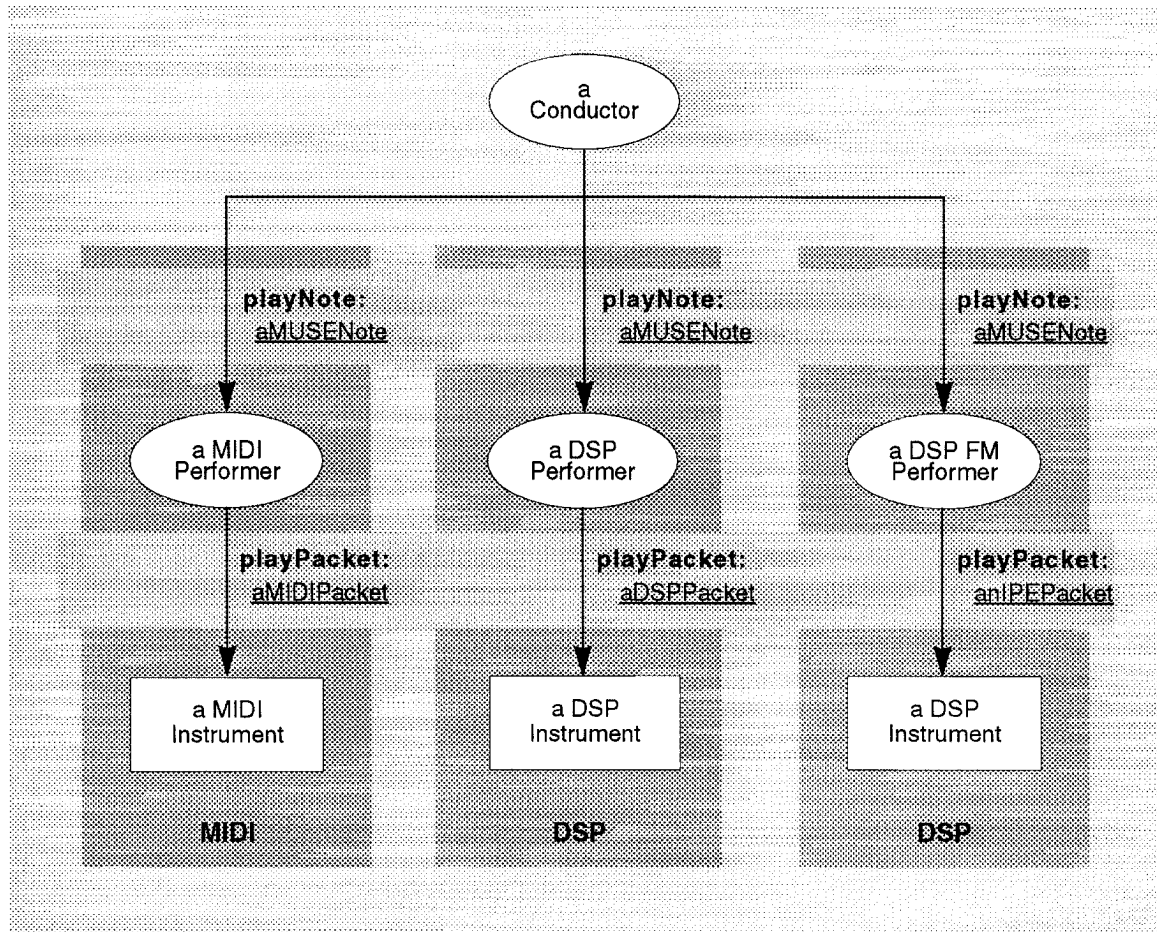 a
Conductor
playNote:
aMUSENote
playNote:
aMUSENote
playNote:
aMUSENote
a MIDI
Performer
a DSP
Performer
a DSP FM
Performer
playPacket:
aMIDIPacket
playPacket:
aDSPPacket
playPacket:
anIPEPacket
a MIDI
Instrument
a DSP
Instrument
a DSP
Instrument
MIDI
DSP
DSP